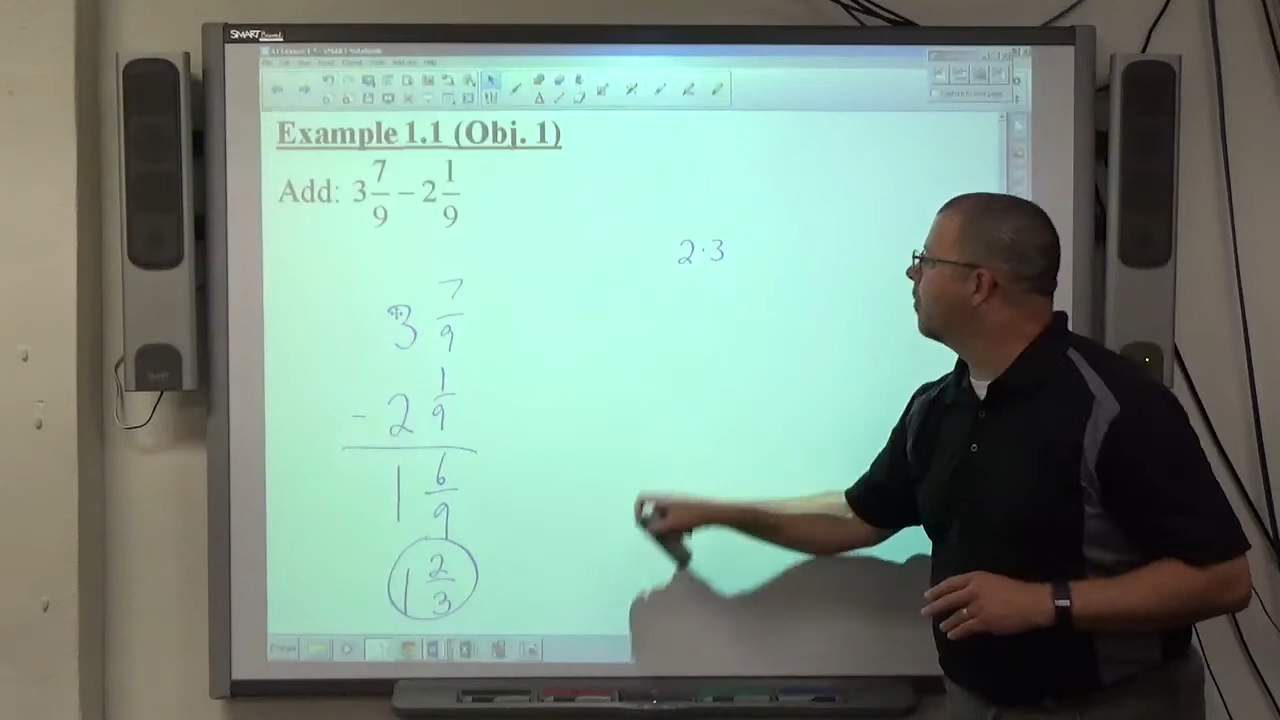 SMART Board
Example 1.1 (Obj. 1)
Add: 3 7/9 − 2 1/9
2·3
3 7/9
- 2 1/9
1 6/9
1 2/3